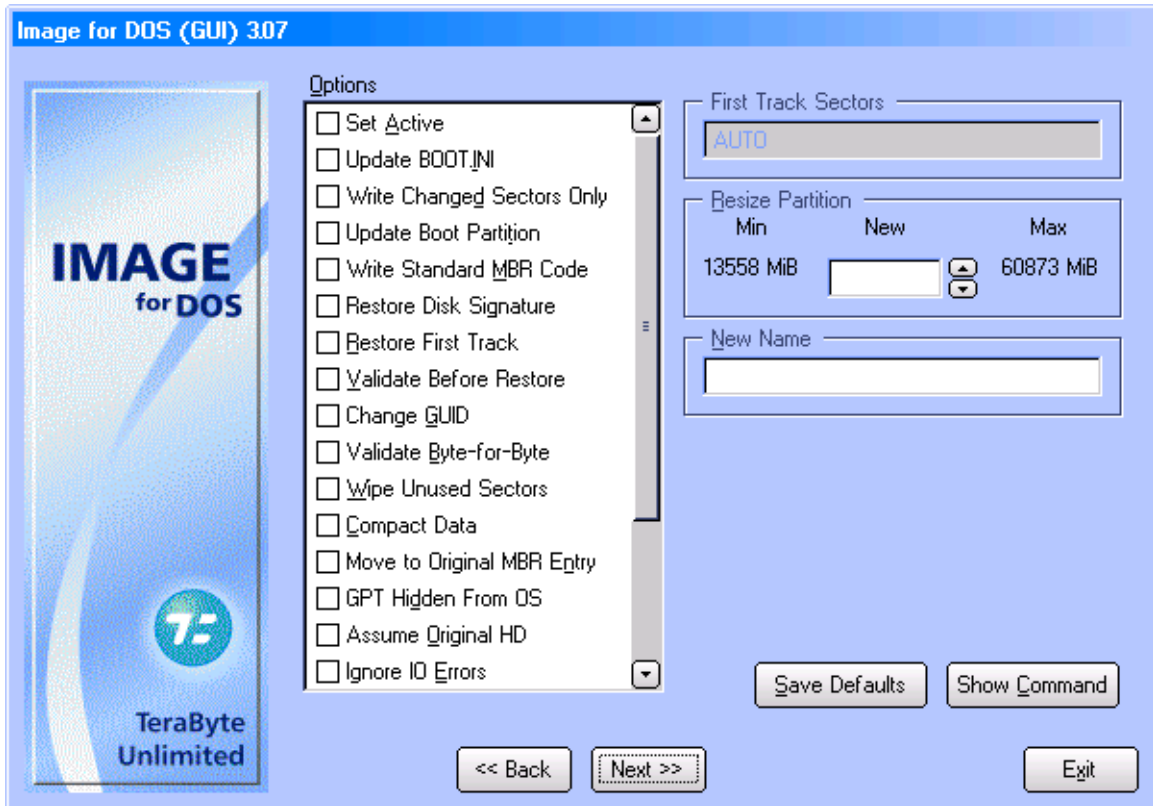 Image for DOS (GUI) 3.07
IMAGE
for DOS
TeraByte
Unlimited
Options
Set Active
Update BOOT.INI
Write Changed Sectors Only
Update Boot Partition
Write Standard MBR Code
Restore Disk Signature
Restore First Track
Validate Before Restore
Change GUID
Validate Byte-for-Byte
Wipe Unused Sectors
Compact Data
Move to Original MBR Entry
GPT Hidden From OS
Assume Original HD
Ignore IO Errors
First Track Sectors
AUTO
Resize Partition
Min New Max
13558 MiB 60873 MiB
New Name
Save Defaults Show Command
<< Back Next >> Exit